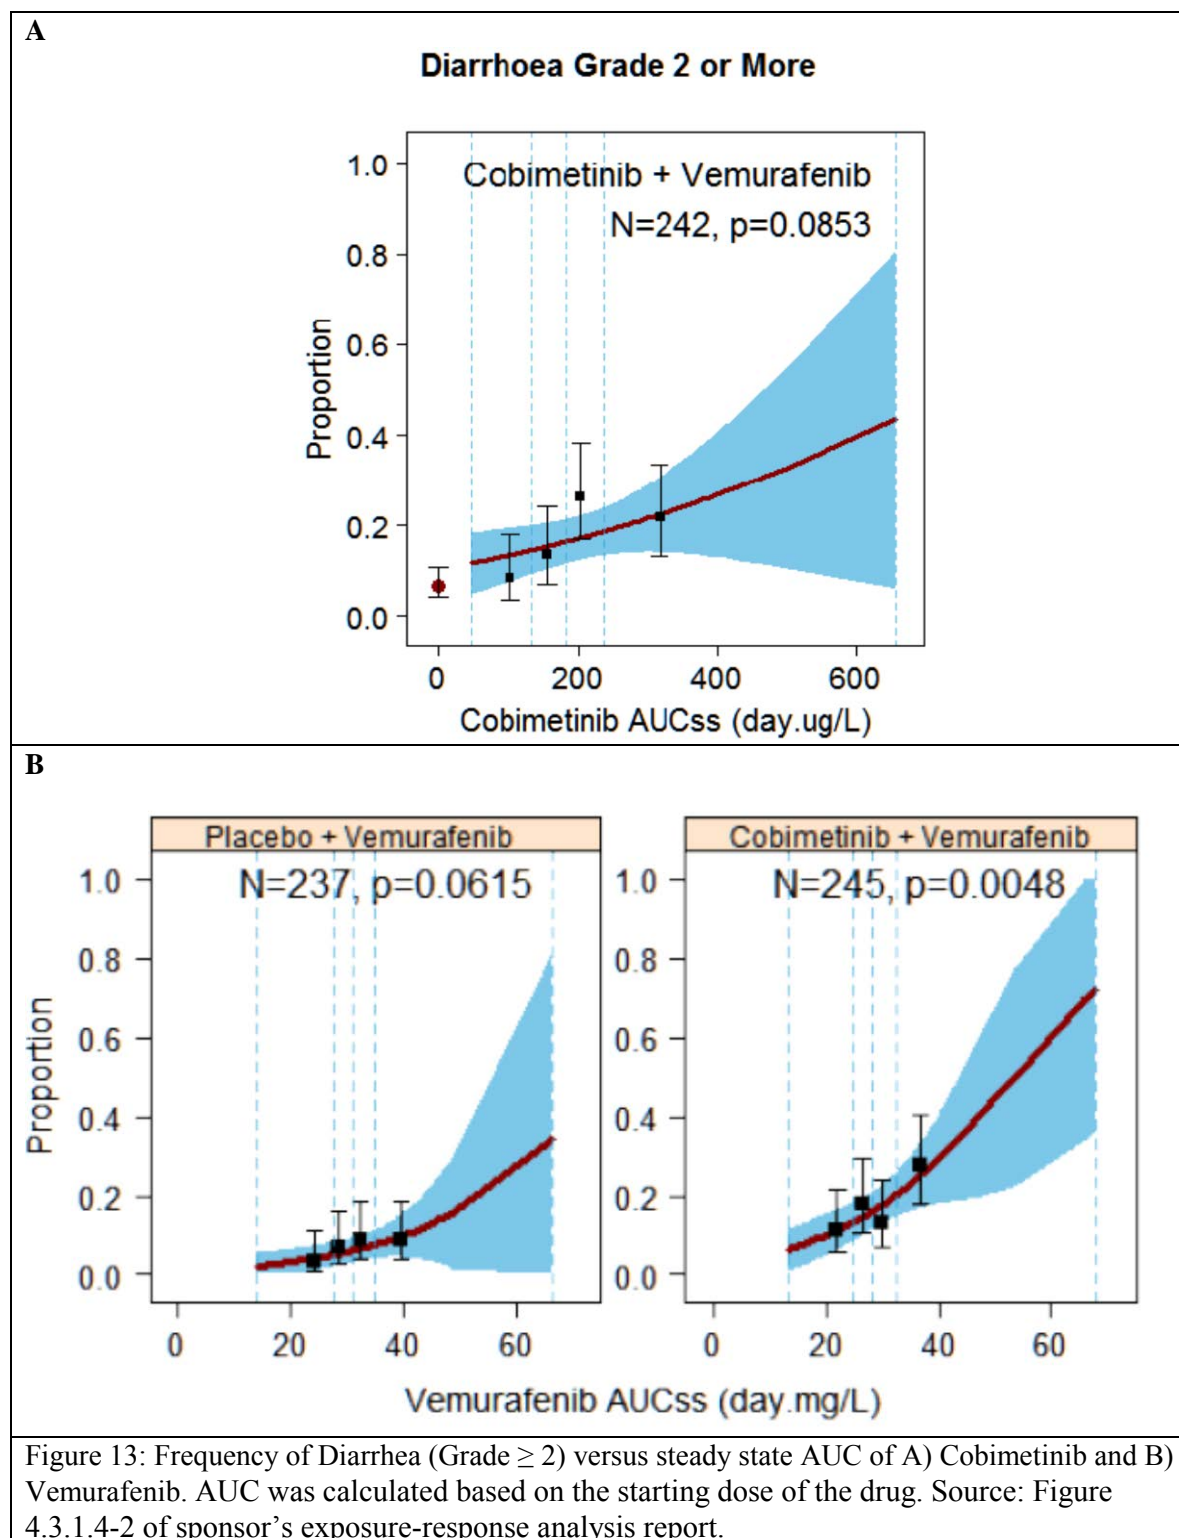 A
Diarrhoea Grade 2 or More
Cobimetinib + Vemurafenib
N=242, p=0.0853
1.0
0.8
0.6
0.4
0.2
0.0
Proportion
0 200 400 600
Cobimetinib AUCss (day.ug/L)
B
Placebo + Vemurafenib Cobimetinib + Vemurafenib
N=237, p=0.0615 N=245, p=0.0048
1.0 1.0
0.8 0.8
0.6 0.6
0.4 0.4
0.2 0.2
0.0 0.0
Proportion
0 20 40 60 0 20 40 60
Vemurafenib AUCss (day.mg/L)
Figure 13: Frequency of Diarrhea (Grade ≥ 2) versus steady state AUC of A) Cobimetinib and B)
Vemurafenib. AUC was calculated based on the starting dose of the drug. Source: Figure
4.3.1.4-2 of sponsor's exposure-response analysis report.